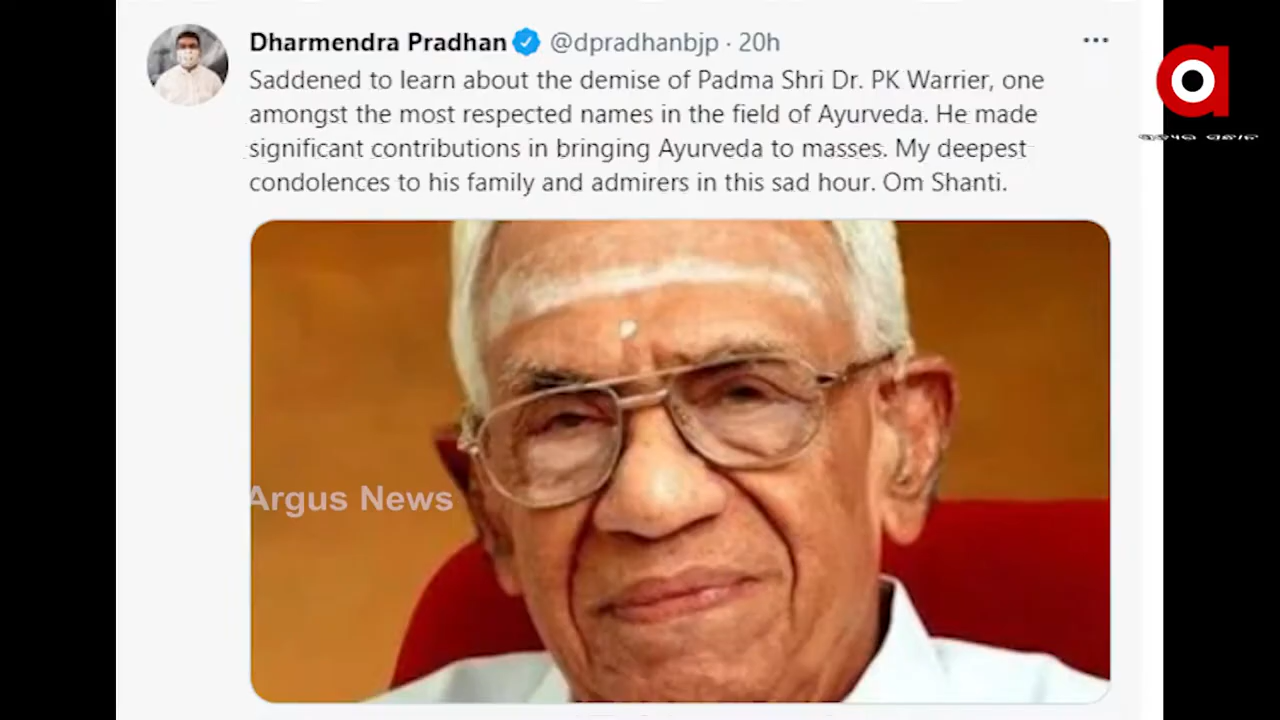 Dharmendra Pradhan @dpradhanbjp · 20h
Saddened to learn about the demise of Padma Shri Dr. PK Warrier, one
amongst the most respected names in the field of Ayurveda. He made
significant contributions in bringing Ayurveda to masses. My deepest
condolences to his family and admirers in this sad hour. Om Shanti.
Argus News